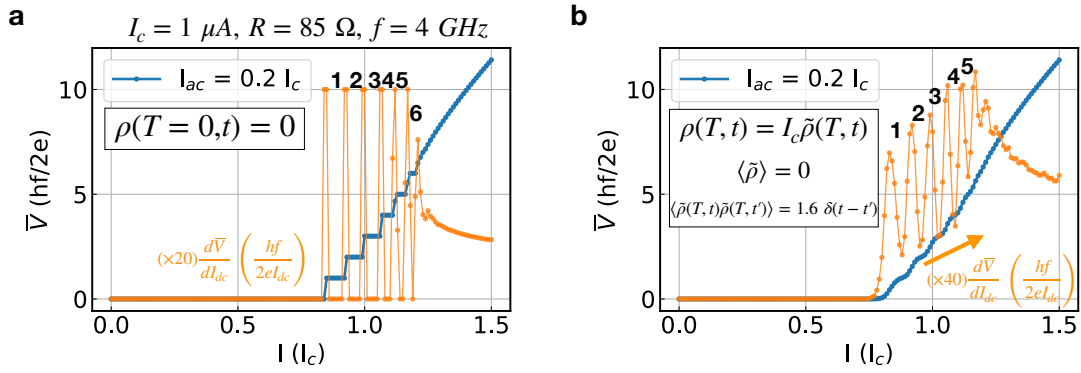 a
I_c = 1 μA, R = 85 Ω, f = 4 GHz
I_ac = 0.2 I_c
ρ(T = 0,t) = 0
1 2 3 4 5
6
(×20) dV̅/dI_dc (hf/2eI_dc)
V̅ (hf/2e)
10
5
0
0.0 0.5 1.0 1.5
I (I_c)
b
I_ac = 0.2 I_c
ρ(T, t) = I_c ρ̃(T, t)
⟨ρ̃⟩ = 0
⟨ρ̃(T, t)ρ̃(T, t′)⟩ = 1.6 δ(t − t′)
1 2 3 4 5
(×40) dV̅/dI_dc (hf/2eI_dc)
V̅ (hf/2e)
10
5
0
0.0 0.5 1.0 1.5
I (I_c)